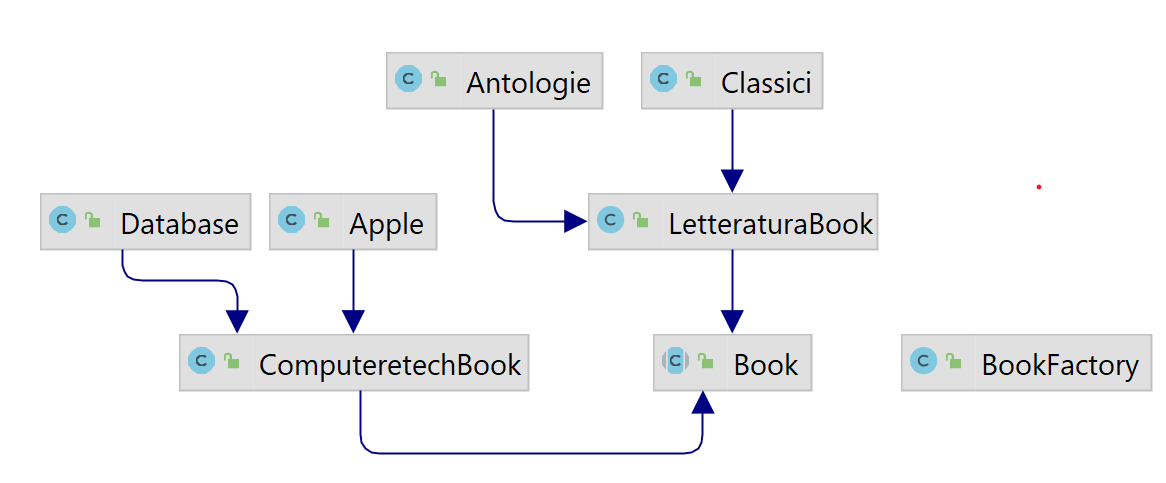 C Antologie
C Classici
C Database
C Apple
C LetteraturaBook
C ComputeretechBook
C Book
C BookFactory